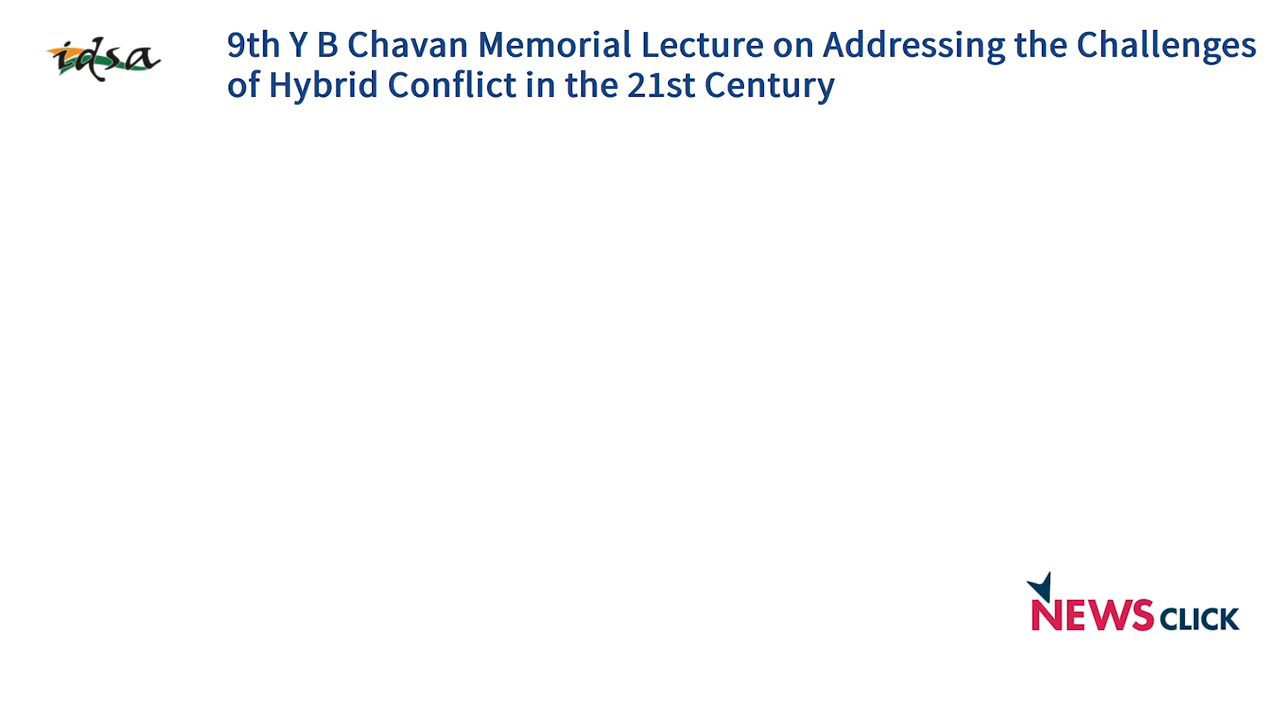 idsa
9th Y B Chavan Memorial Lecture on Addressing the Challenges
of Hybrid Conflict in the 21st Century
NEWS CLICK